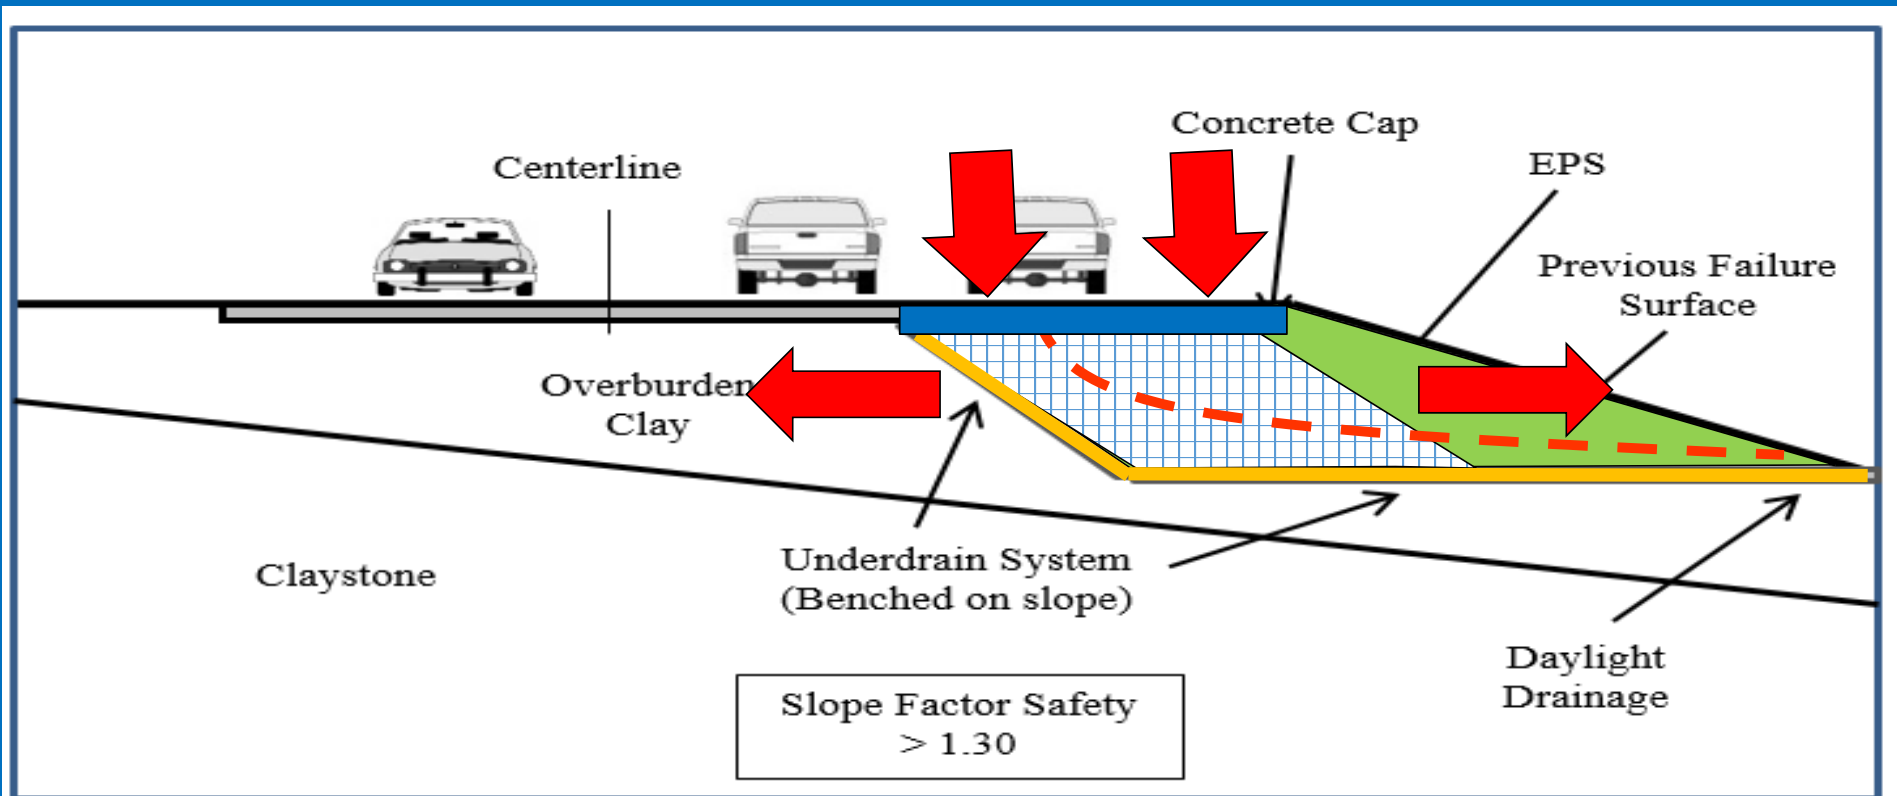 Concrete Cap
Centerline
EPS
Previous Failure
Surface
Overburden
Clay
Underdrain System
(Benched on slope)
Claystone
Daylight
Drainage
Slope Factor Safety
> 1.30